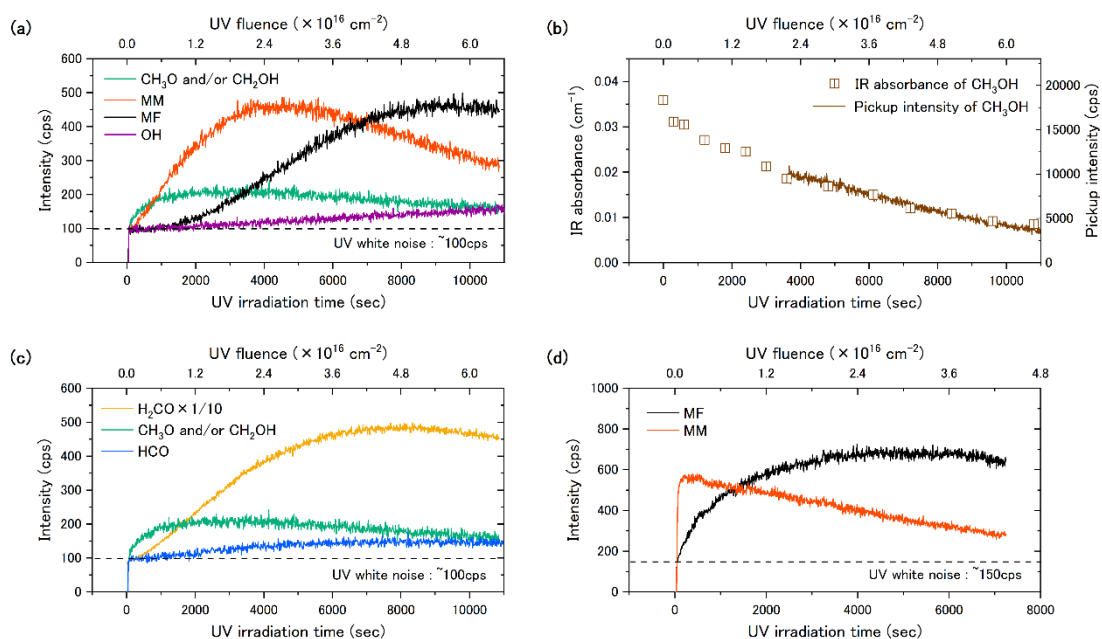 (a)
UV fluence (×10¹⁶ cm⁻²)
0.0 1.2 2.4 3.6 4.8 6.0
600
500
400
300
200
100
0
Intensity (cps)
CH₃O and/or CH₂OH
MM
MF
OH
UV white noise : ~100cps
0 2000 4000 6000 8000 10000
UV irradiation time (sec)
(b)
UV fluence (×10¹⁶ cm⁻²)
0.0 1.2 2.4 3.6 4.8 6.0
0.04
0.03
0.02
0.01
0.00
IR absorbance (cm⁻¹)
IR absorbance of CH₃OH
Pickup intensity of CH₃OH
20000
15000
10000
5000
0
Pickup intensity (cps)
0 2000 4000 6000 8000 10000
UV irradiation time (sec)
(c)
UV fluence (×10¹⁶ cm⁻²)
0.0 1.2 2.4 3.6 4.8 6.0
600
500
400
300
200
100
0
Intensity (cps)
H₂CO×1/10
CH₃O and/or CH₂OH
HCO
UV white noise : ~100cps
0 2000 4000 6000 8000 10000
UV irradiation time (sec)
(d)
UV fluence (×10¹⁶ cm⁻²)
0.0 1.2 2.4 3.6 4.8
1000
800
600
400
200
0
Intensity (cps)
MF
MM
UV white noise : ~150cps
0 2000 4000 6000 8000
UV irradiation time (sec)